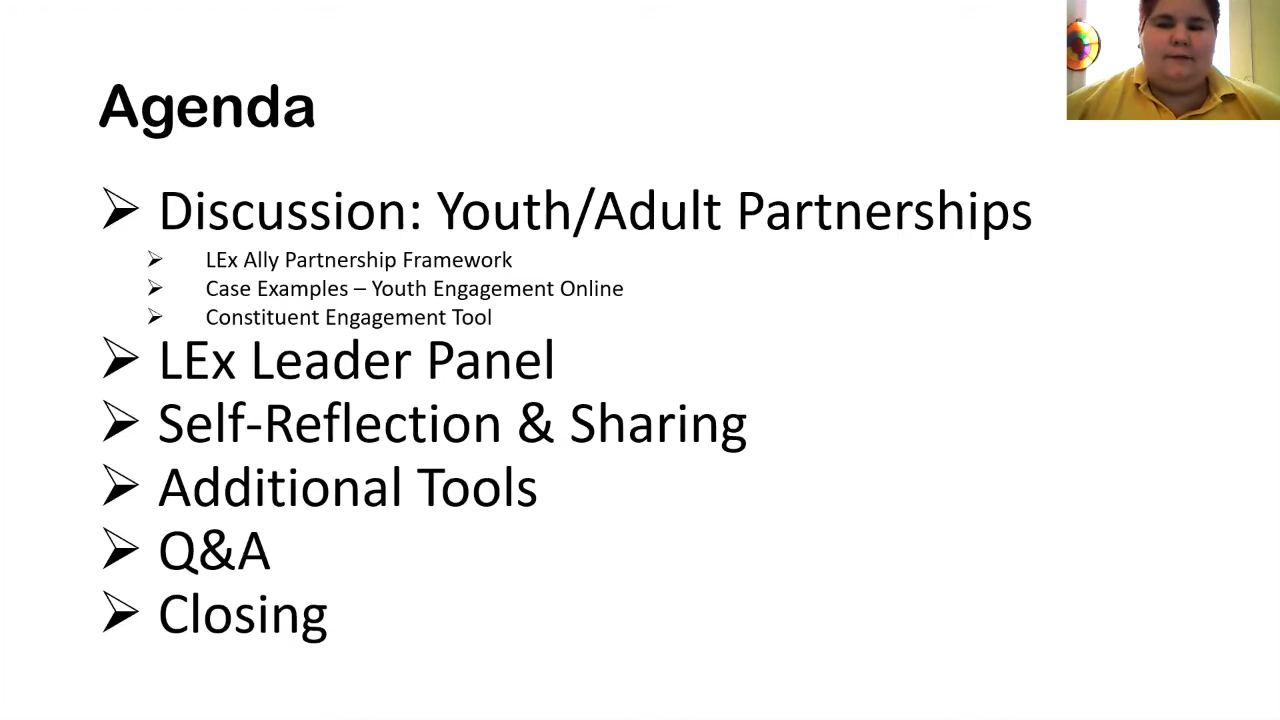 Agenda
Discussion: Youth/Adult Partnerships
LEx Ally Partnership Framework
Case Examples – Youth Engagement Online
Constituent Engagement Tool
LEx Leader Panel
Self-Reflection & Sharing
Additional Tools
Q&A
Closing